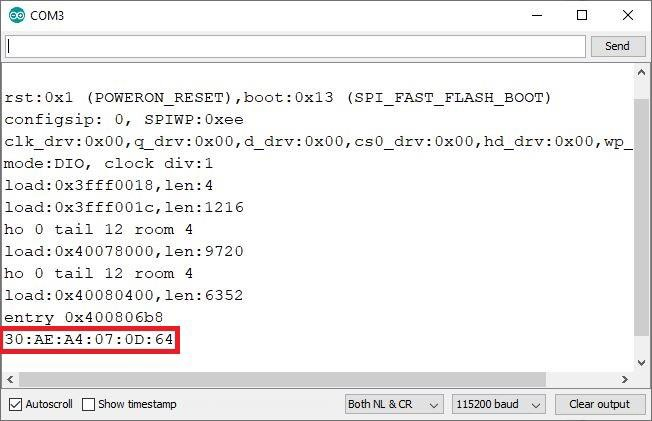 COM3
Send
rst:0x1 (POWERON_RESET),boot:0x13 (SPI_FAST_FLASH_BOOT)
configsip: 0, SPIWP:0xee
clk_drv:0x00,q_drv:0x00,d_drv:0x00,cs0_drv:0x00,hd_drv:0x00,wp_
mode:DIO, clock div:1
load:0x3fff0018,len:4
load:0x3fff001c,len:1216
ho 0 tail 12 room 4
load:0x40078000,len:9720
ho 0 tail 12 room 4
load:0x40080400,len:6352
entry 0x400806b8
30:AE:A4:07:0D:64
Autoscroll Show timestamp Both NL & CR 115200 baud Clear output